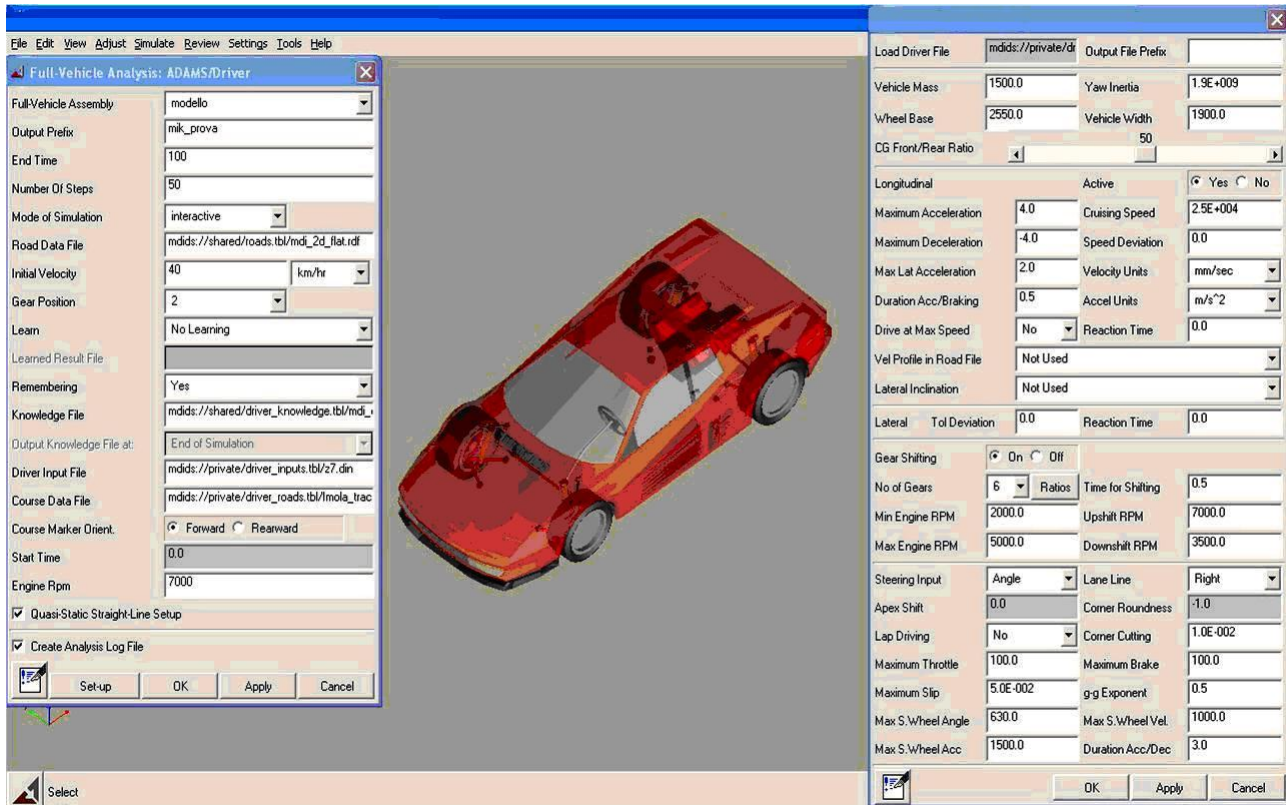 File Edit View Adjust Simulate Review Settings Tools Help
Full-Vehicle Analysis: ADAMS/Driver
Full-Vehicle Assembly modello
Output Prefix mik_prova
End Time 100
Number Of Steps 50
Mode of Simulation interactive
Road Data File mdids://shared/roads.tbl/mdi_2d_flat.rdf
Initial Velocity 40 km/hr
Gear Position 2
Learn No Learning
Learned Result File
Remembering Yes
Knowledge File mdids://shared/driver_knowledge.tbl/mdi_
Output Knowledge File at: End of Simulation
Driver Input File mdids://private/driver_inputs.tbl/z7.din
Course Data File mdids://private/driver_roads.tbl/Imola_trac
Course Marker Orient. Forward Rearward
Start Time 0.0
Engine Rpm 7000
Quasi-Static Straight-Line Setup
Create Analysis Log File
Set-up OK Apply Cancel
Select
Load Driver File mdids://private/dr Output File Prefix
Vehicle Mass 1500.0 Yaw Inertia 1.9E+009
Wheel Base 2550.0 Vehicle Width 1900.0
50
CG Front/Rear Ratio
Longitudinal Active Yes No
Maximum Acceleration 4.0 Cruising Speed 2.5E+004
Maximum Deceleration -4.0 Speed Deviation 0.0
Max Lat Acceleration 2.0 Velocity Units mm/sec
Duration Acc/Braking 0.5 Accel Units m/s^2
Drive at Max Speed No Reaction Time 0.0
Vel Profile in Road File Not Used
Lateral Inclination Not Used
Lateral Tol Deviation 0.0 Reaction Time 0.0
Gear Shifting On Off
No of Gears 6 Ratios Time for Shifting 0.5
Min Engine RPM 2000.0 Upshift RPM 7000.0
Max Engine RPM 5000.0 Downshift RPM 3500.0
Steering Input Angle Lane Line Right
Apex Shift 0.0 Corner Roundness -1.0
Lap Driving No Corner Cutting 1.0E-002
Maximum Throttle 100.0 Maximum Brake 100.0
Maximum Slip 5.0E-002 g-g Exponent 0.5
Max S.Wheel Angle 630.0 Max S.Wheel Vel. 1000.0
Max S.Wheel Acc 1500.0 Duration Acc/Dec 3.0
OK Apply Cancel